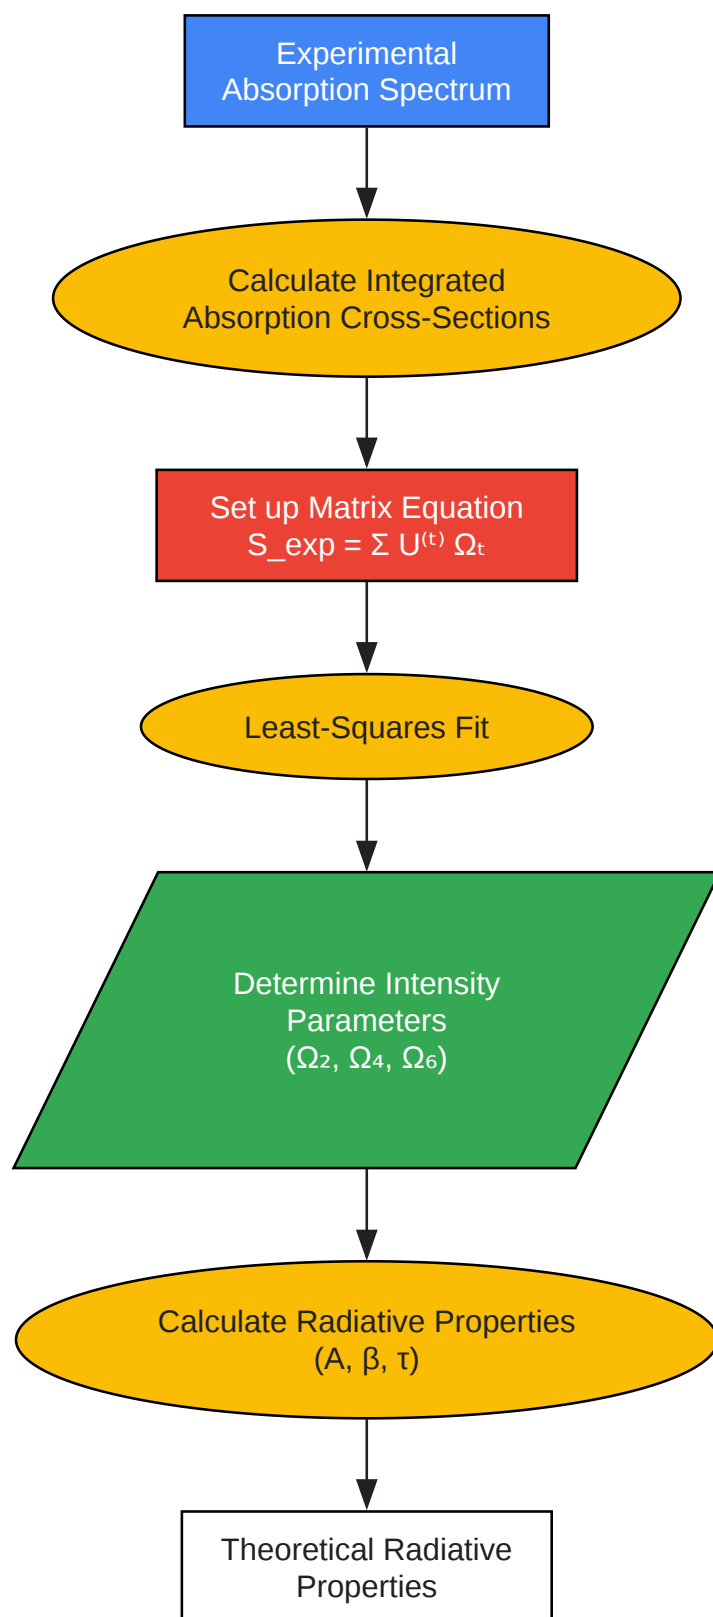 Experimental
Absorption Spectrum
Calculate Integrated
Absorption Cross-Sections
Set up Matrix Equation
S_exp = Σ U⁽ᵗ⁾ Ωₜ
Least-Squares Fit
Determine Intensity
Parameters
(Ω₂, Ω₄, Ω₆)
Calculate Radiative Properties
(A, β, τ)
Theoretical Radiative
Properties